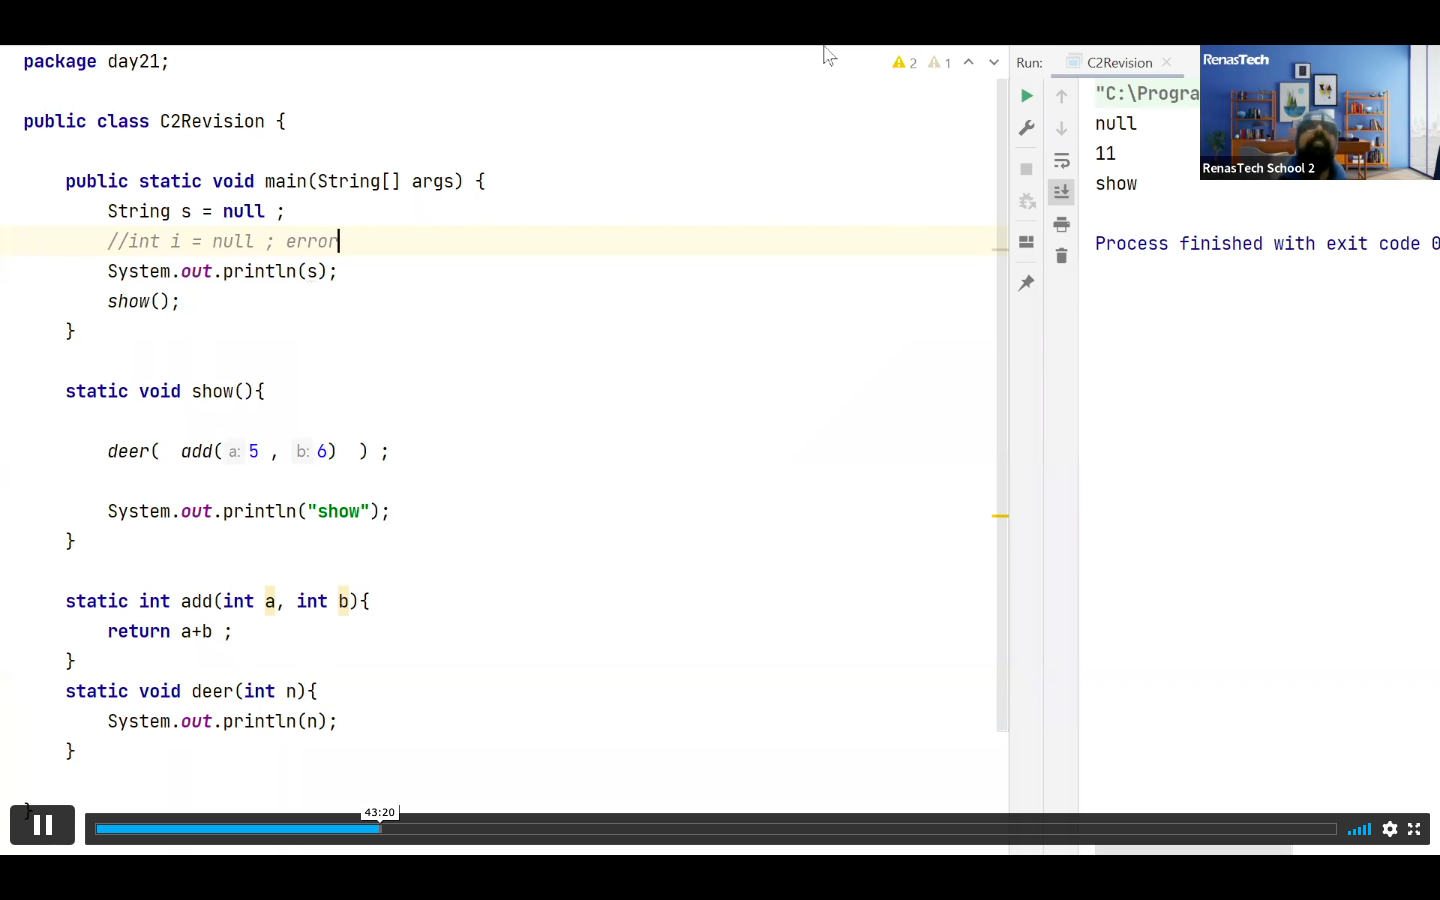 package day21;
public class C2Revision {
public static void main(String[] args) {
String s = null ;
//int i = null ; error
System.out.println(s);
show();
}
static void show(){
deer(  add( a: 5 ,  b: 6)  ) ;
System.out.println("show");
}
static int add(int a, int b){
return a+b ;
}
static void deer(int n){
System.out.println(n);
}
}
2 1
Run: C2Revision
"C:\Progra
null
11
show
Process finished with exit code 0
RenasTech
RenasTech School 2
43:20